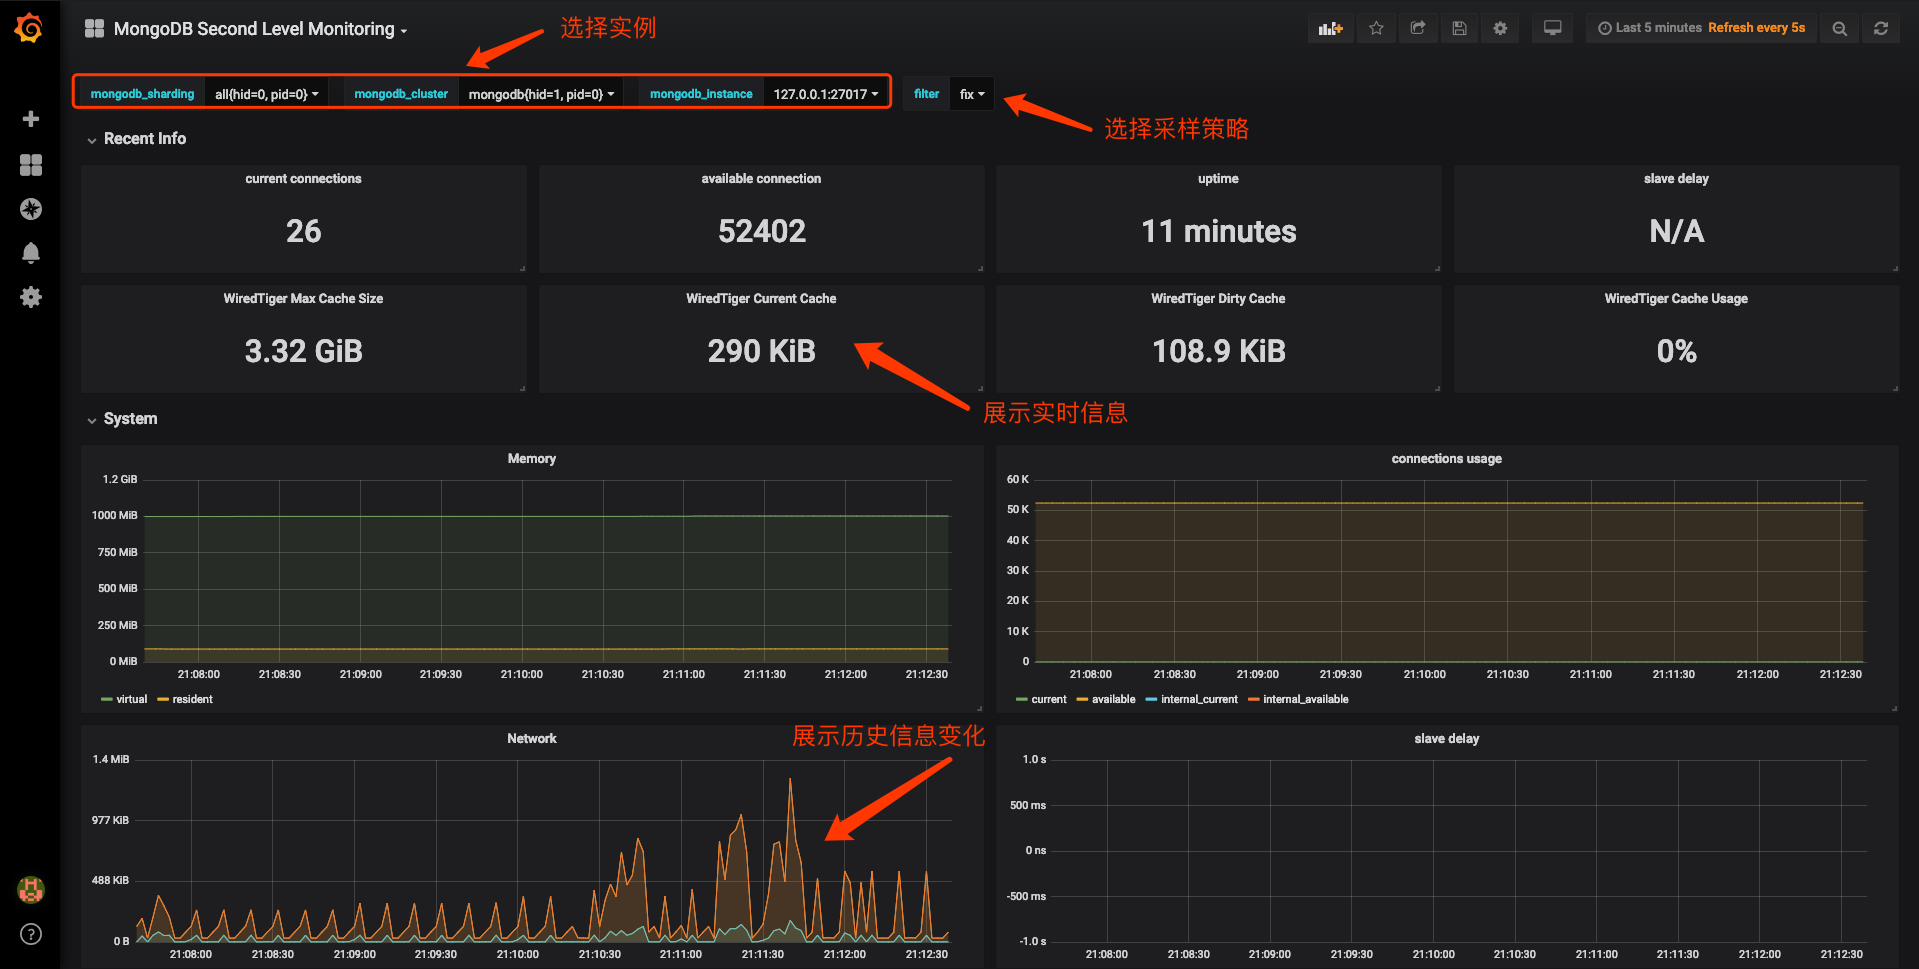 MongoDB Second Level Monitoring
选择实例
Last 5 minutes Refresh every 5s
mongodb_sharding all{hid=0, pid=0} mongodb_cluster mongodb{hid=1, pid=0} mongodb_instance 127.0.0.1:27017 filter fix
选择采样策略
Recent Info
current connections
26
available connection
52402
uptime
11 minutes
slave delay
N/A
WiredTiger Max Cache Size
3.32 GiB
WiredTiger Current Cache
290 KiB
WiredTiger Dirty Cache
108.9 KiB
WiredTiger Cache Usage
0%
展示实时信息
System
Memory
1.2 GiB
1000 MiB
750 MiB
500 MiB
250 MiB
0 MiB
21:08:00 21:08:30 21:09:00 21:09:30 21:10:00 21:10:30 21:11:00 21:11:30 21:12:00 21:12:30
virtual resident
connections usage
60 K
50 K
40 K
30 K
20 K
10 K
0
21:08:00 21:08:30 21:09:00 21:09:30 21:10:00 21:10:30 21:11:00 21:11:30 21:12:00 21:12:30
current available internal_current internal_available
Network
展示历史信息变化
1.4 MiB
977 KiB
488 KiB
0 B
21:08:00 21:08:30 21:09:00 21:09:30 21:10:00 21:10:30 21:11:00 21:11:30 21:12:00 21:12:30
slave delay
1.0 s
500 ms
0 ns
-500 ms
-1.0 s
21:08:00 21:08:30 21:09:00 21:09:30 21:10:00 21:10:30 21:11:00 21:11:30 21:12:00 21:12:30